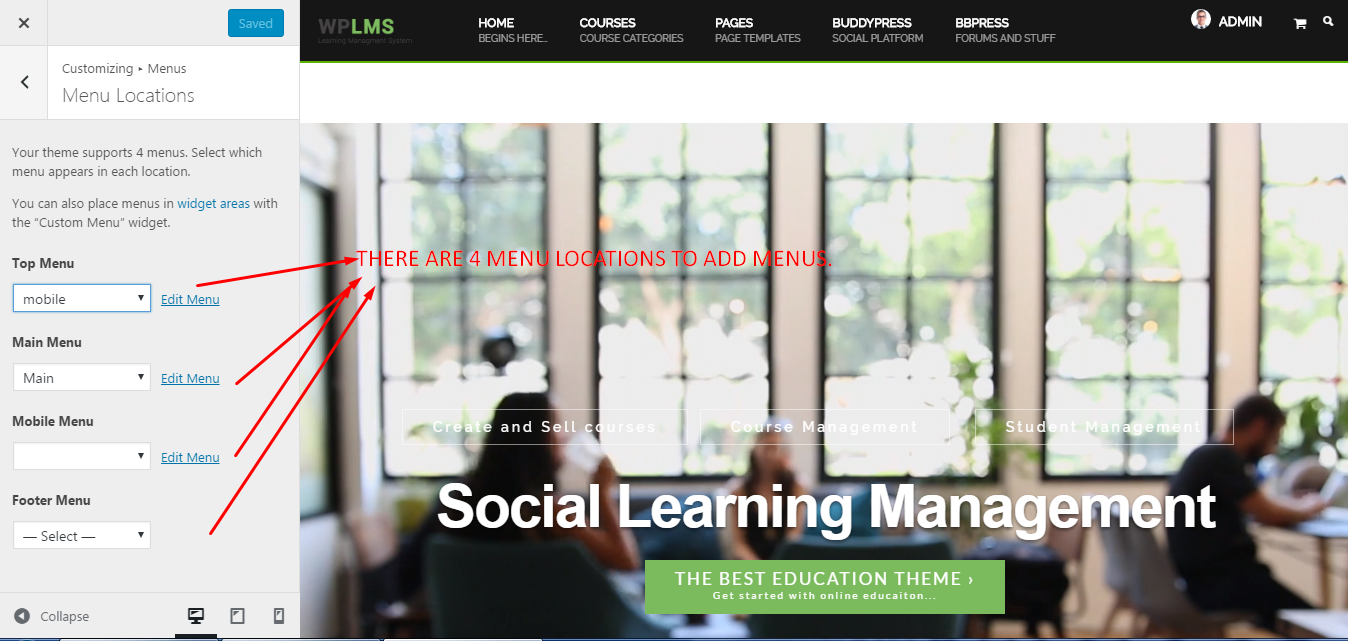 Saved
Customizing ▸ Menus
Menu Locations
Your theme supports 4 menus. Select which
menu appears in each location.
You can also place menus in widget areas with
the “Custom Menu” widget.
Top Menu
mobile
Edit Menu
Main Menu
Main
Edit Menu
Mobile Menu
Edit Menu
Footer Menu
— Select —
Collapse
WPLMS
Learning Managment System
HOME
BEGINS HERE..
COURSES
COURSE CATEGORIES
PAGES
PAGE TEMPLATES
BUDDYPRESS
SOCIAL PLATFORM
BBPRESS
FORUMS AND STUFF
ADMIN
THERE ARE 4 MENU LOCATIONS TO ADD MENUS.
Create and Sell courses
Course Management
Student Management
Social Learning Management
THE BEST EDUCATION THEME ›
Get started with online educaiton...